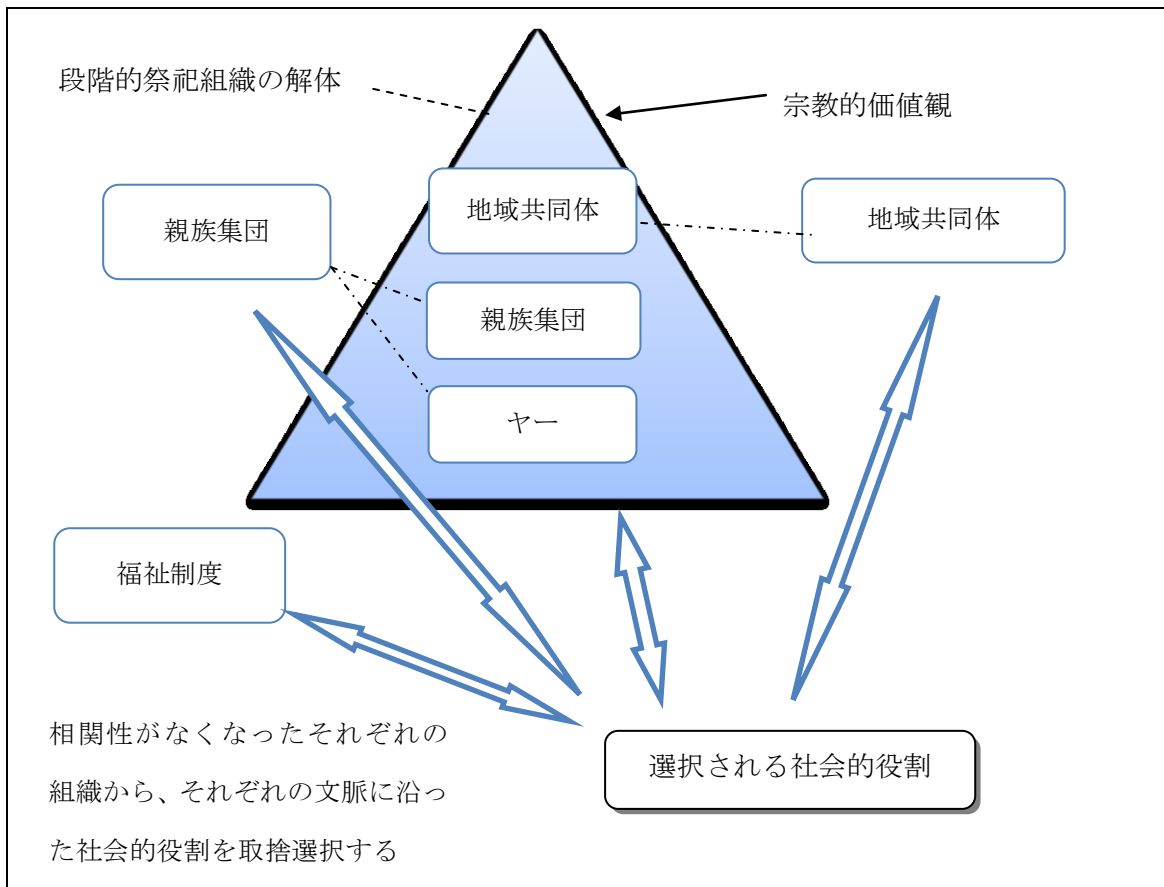 段階的祭祀組織の解体
宗教的価値観
地域共同体
親族集団
地域共同体
親族集団
ヤー
福祉制度
相関性がなくなったそれぞれの
組織から、それぞれの文脈に沿っ
た社会的役割を取捨選択する
選択される社会的役割